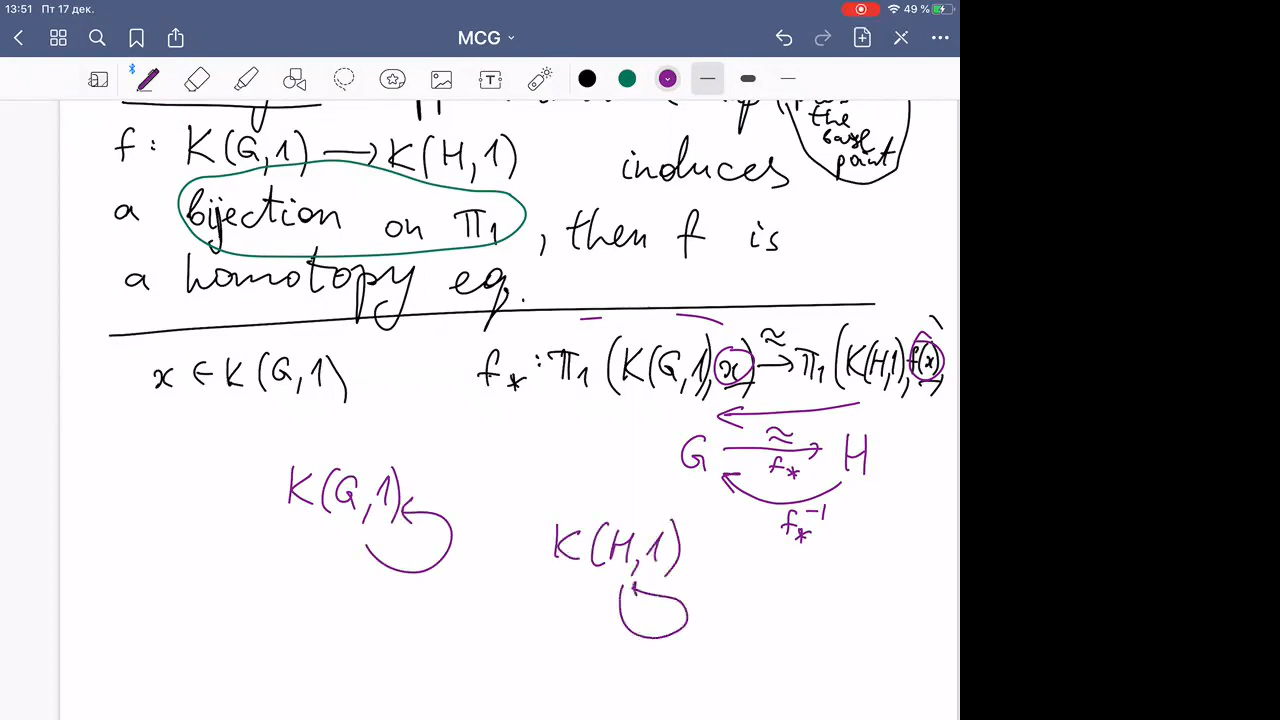 13:51 Пт 17 дек.
49 %
MCG
the
base
point
f: K(G,1) → K(H,1) induces
a bijection on π₁, then f is
a homotopy eq.
x ∈ K(G,1) f_* : π₁(K(G,1), x) ≅→ π₁(K(H,1), f(x))
G ≅→ H
f_*
f_*⁻¹
K(G,1)
K(H,1)